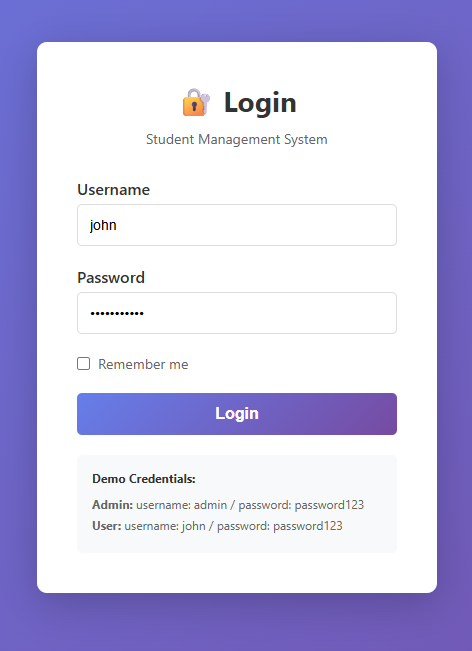 Login
Student Management System
Username
john
Password
•••••••••••
Remember me
Login
Demo Credentials:
Admin: username: admin / password: password123
User: username: john / password: password123